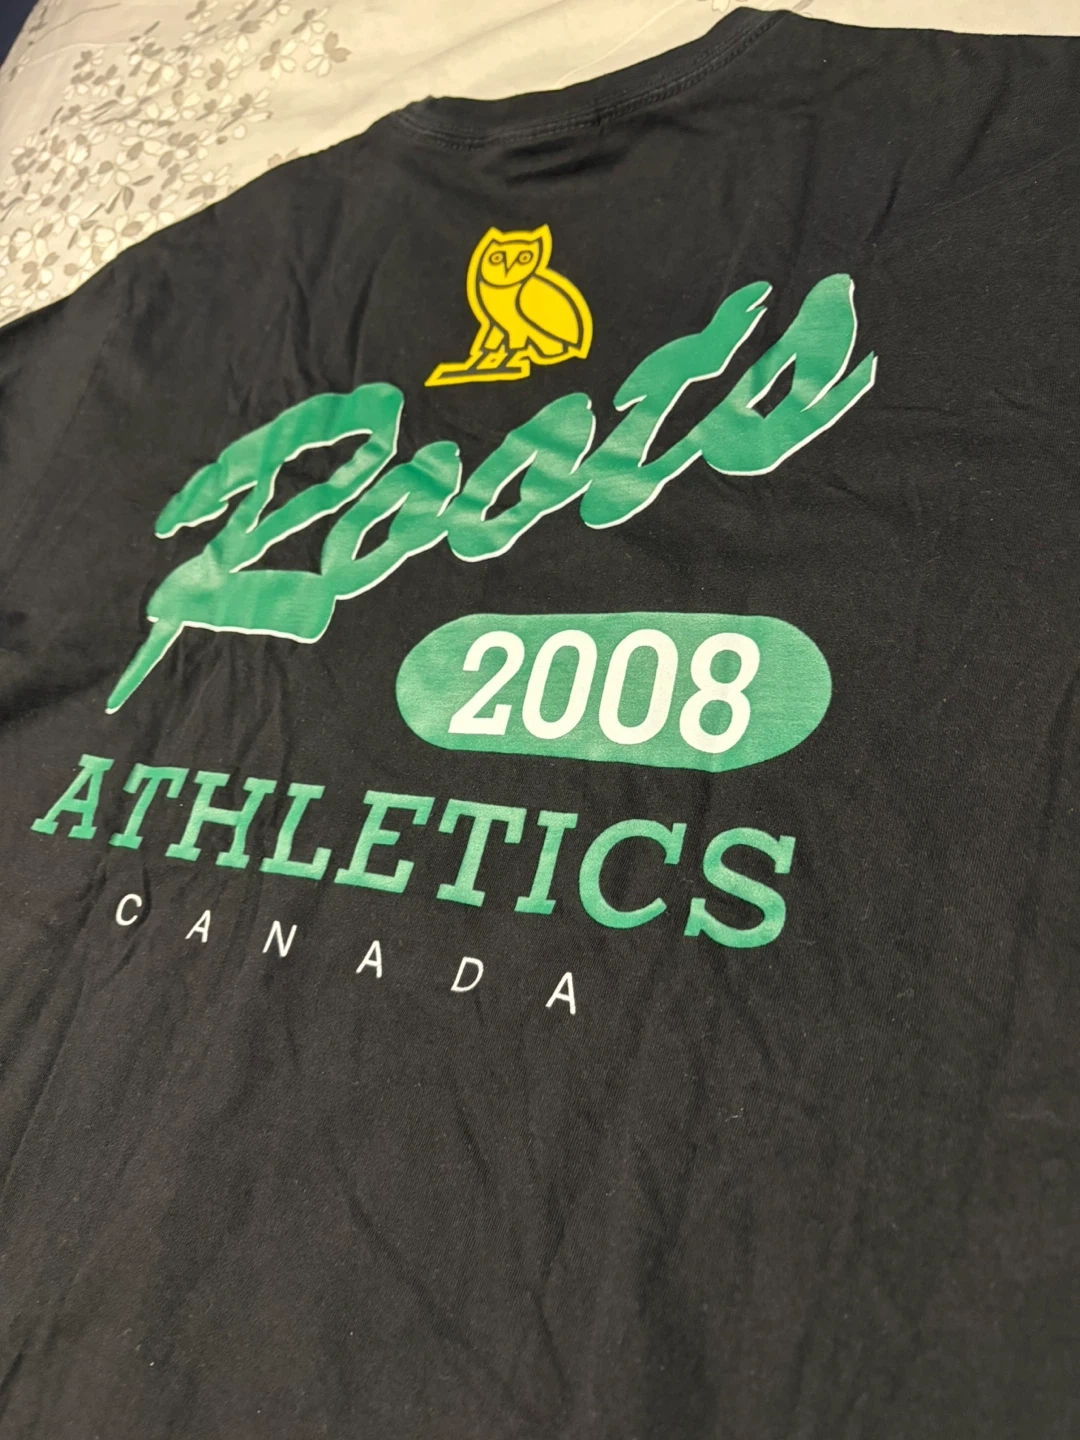 Roots
2008
ATHLETICS
CANADA